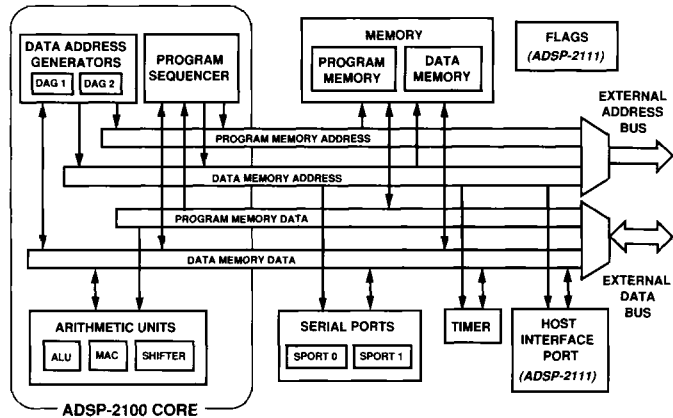 DATA ADDRESS
GENERATORS
DAG 1
DAG 2
PROGRAM
SEQUENCER
MEMORY
PROGRAM
MEMORY
DATA
MEMORY
FLAGS
(ADSP-2111)
EXTERNAL
ADDRESS
BUS
PROGRAM MEMORY ADDRESS
DATA MEMORY ADDRESS
PROGRAM MEMORY DATA
DATA MEMORY DATA
EXTERNAL
DATA
BUS
ARITHMETIC UNITS
ALU
MAC
SHIFTER
SERIAL PORTS
SPORT 0
SPORT 1
TIMER
HOST
INTERFACE
PORT
(ADSP-2111)
ADSP-2100 CORE